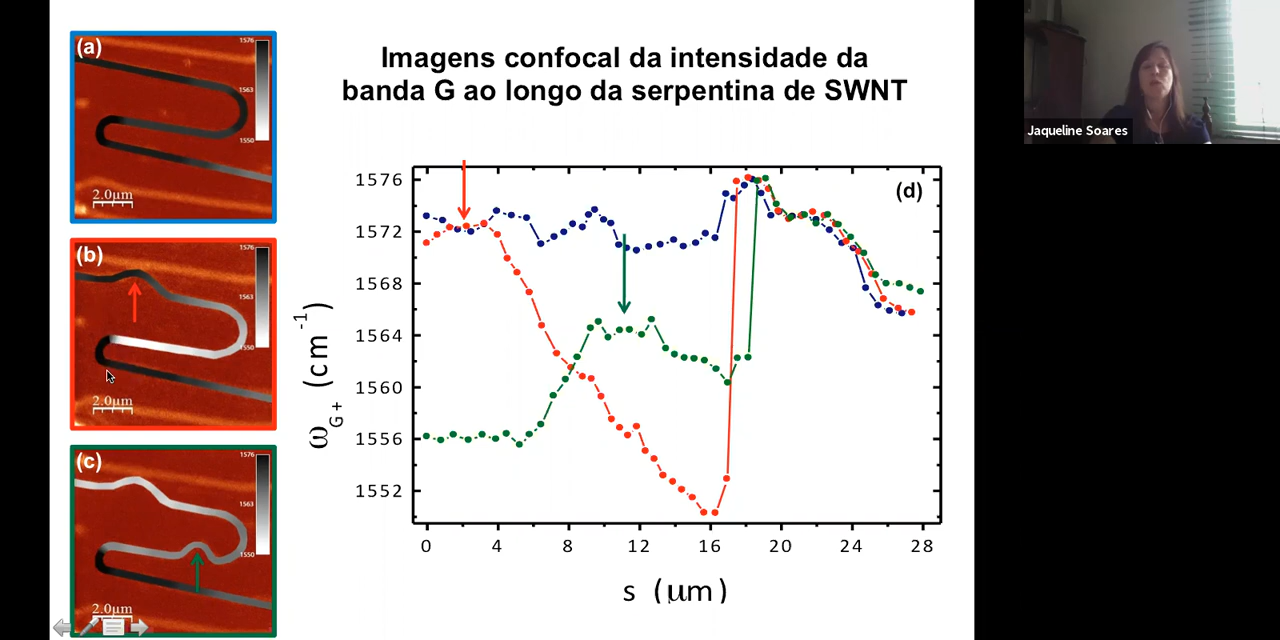 (a)
1576
1563
1550
2.0µm
(b)
1576
1563
1550
2.0µm
(c)
1576
1563
1550
2.0µm
Imagens confocal da intensidade da
banda G ao longo da serpentina de SWNT
(d)
1576
1572
1568
1564
1560
1556
1552
ω G + (cm -1)
0 4 8 12 16 20 24 28
s (µm)
Jaqueline Soares